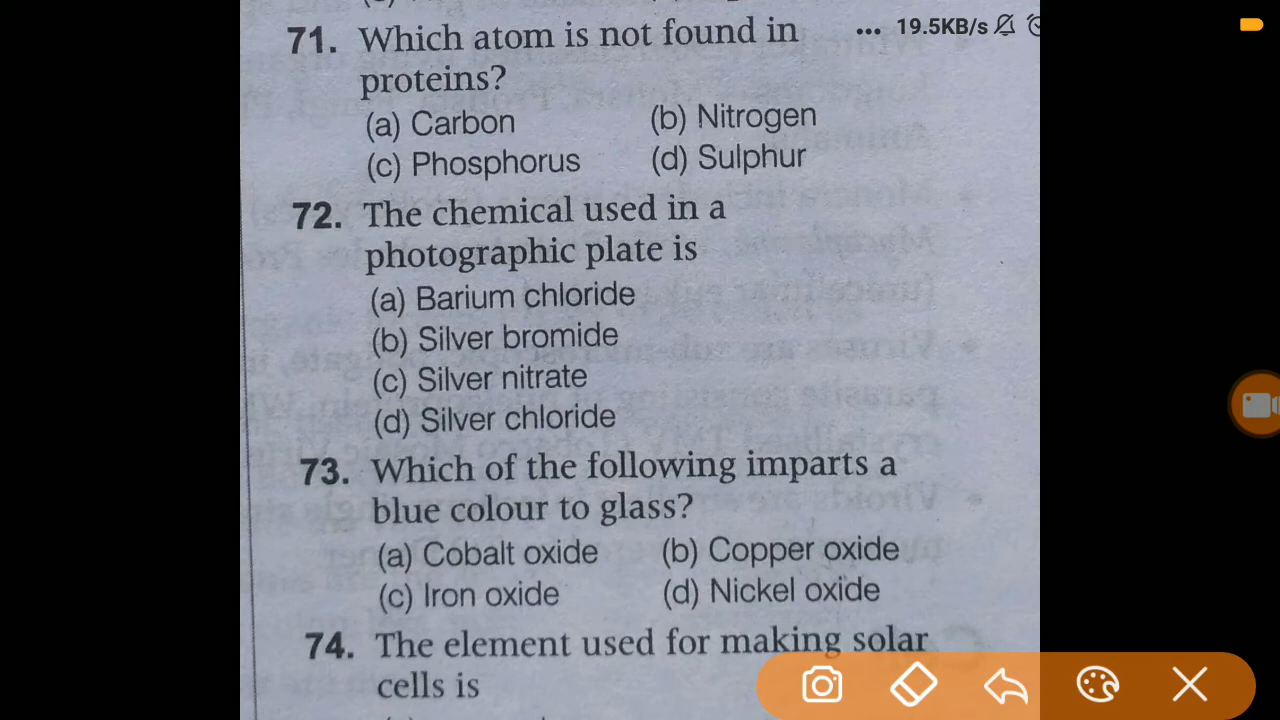 ... 19.5KB/s
71. Which atom is not found in
proteins?
(a) Carbon (b) Nitrogen
(c) Phosphorus (d) Sulphur
72. The chemical used in a
photographic plate is
(a) Barium chloride
(b) Silver bromide
(c) Silver nitrate
(d) Silver chloride
73. Which of the following imparts a
blue colour to glass?
(a) Cobalt oxide (b) Copper oxide
(c) Iron oxide (d) Nickel oxide
74. The element used for making solar
cells is